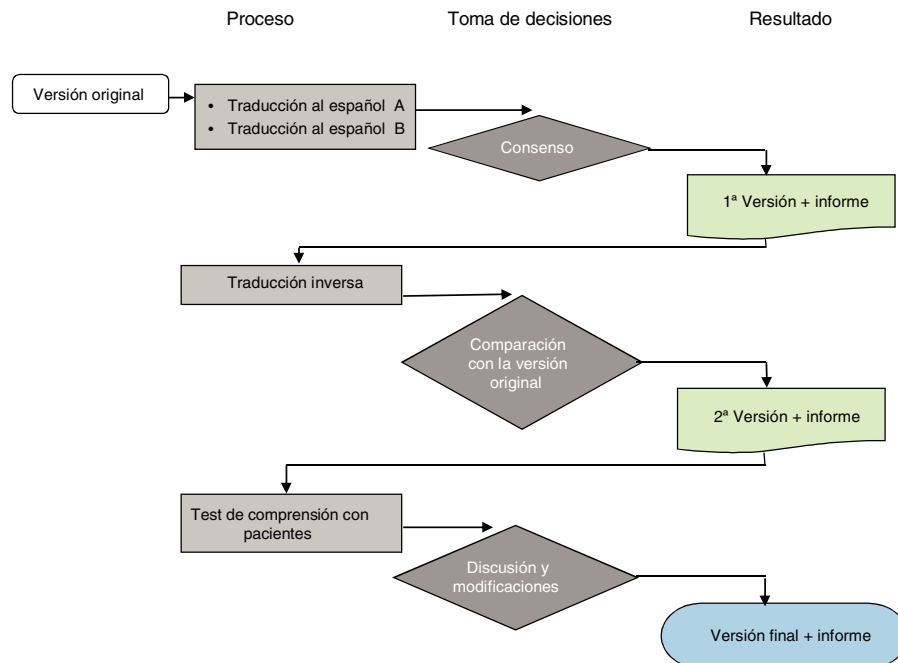 Proceso
Toma de decisiones
Resultado
Versión original
• Traducción al español A
• Traducción al español B
Consenso
1ª Versión + informe
Traducción inversa
Comparación
con la versión
original
2ª Versión + informe
Test de comprensión con
pacientes
Discusión y
modificaciones
Versión final + informe